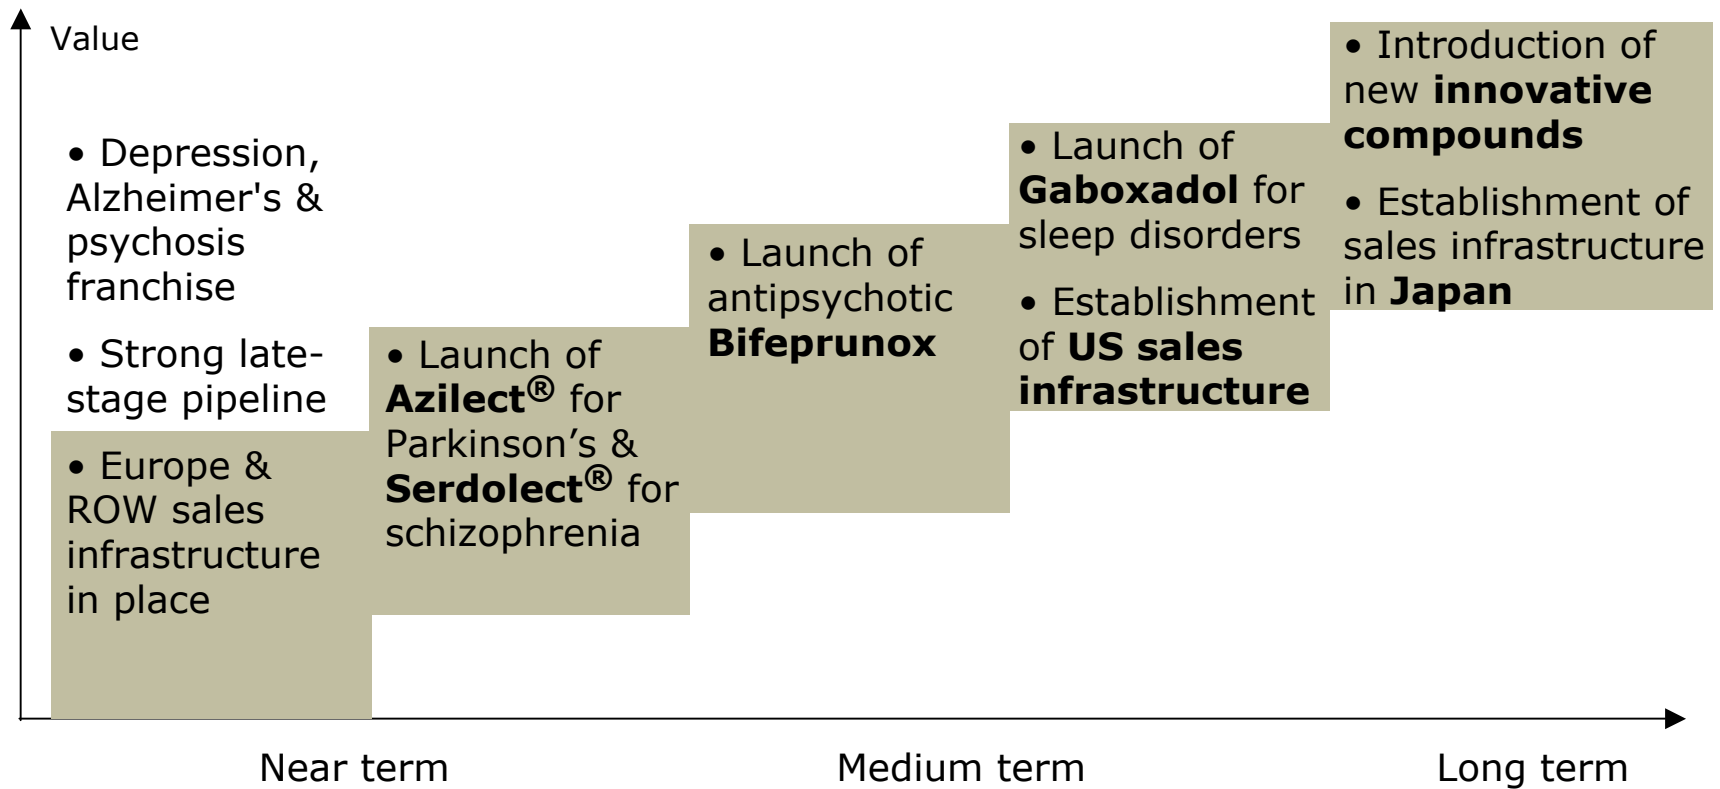 Value
• Depression,
Alzheimer's &
psychosis
franchise
• Strong late-
stage pipeline
• Europe &
ROW sales
infrastructure
in place
• Launch of
Azilect® for
Parkinson’s &
Serdolect® for
schizophrenia
• Launch of
antipsychotic
Bifeprunox
• Launch of
Gaboxadol for
sleep disorders
• Establishment
of US sales
infrastructure
• Introduction of
new innovative
compounds
• Establishment of
sales infrastructure
in Japan
Near term
Medium term
Long term